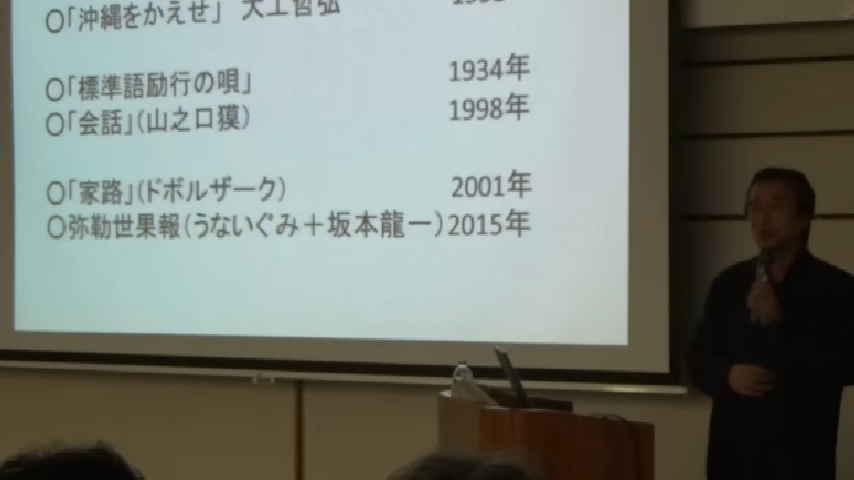 〇「沖縄をかえせ」 大工哲弘
〇「標準語励行の唄」 1934年
〇「会話」(山之口獏) 1998年
〇「家路」(ドボルザーク) 2001年
〇弥勒世果報(うないぐみ＋坂本龍一)2015年